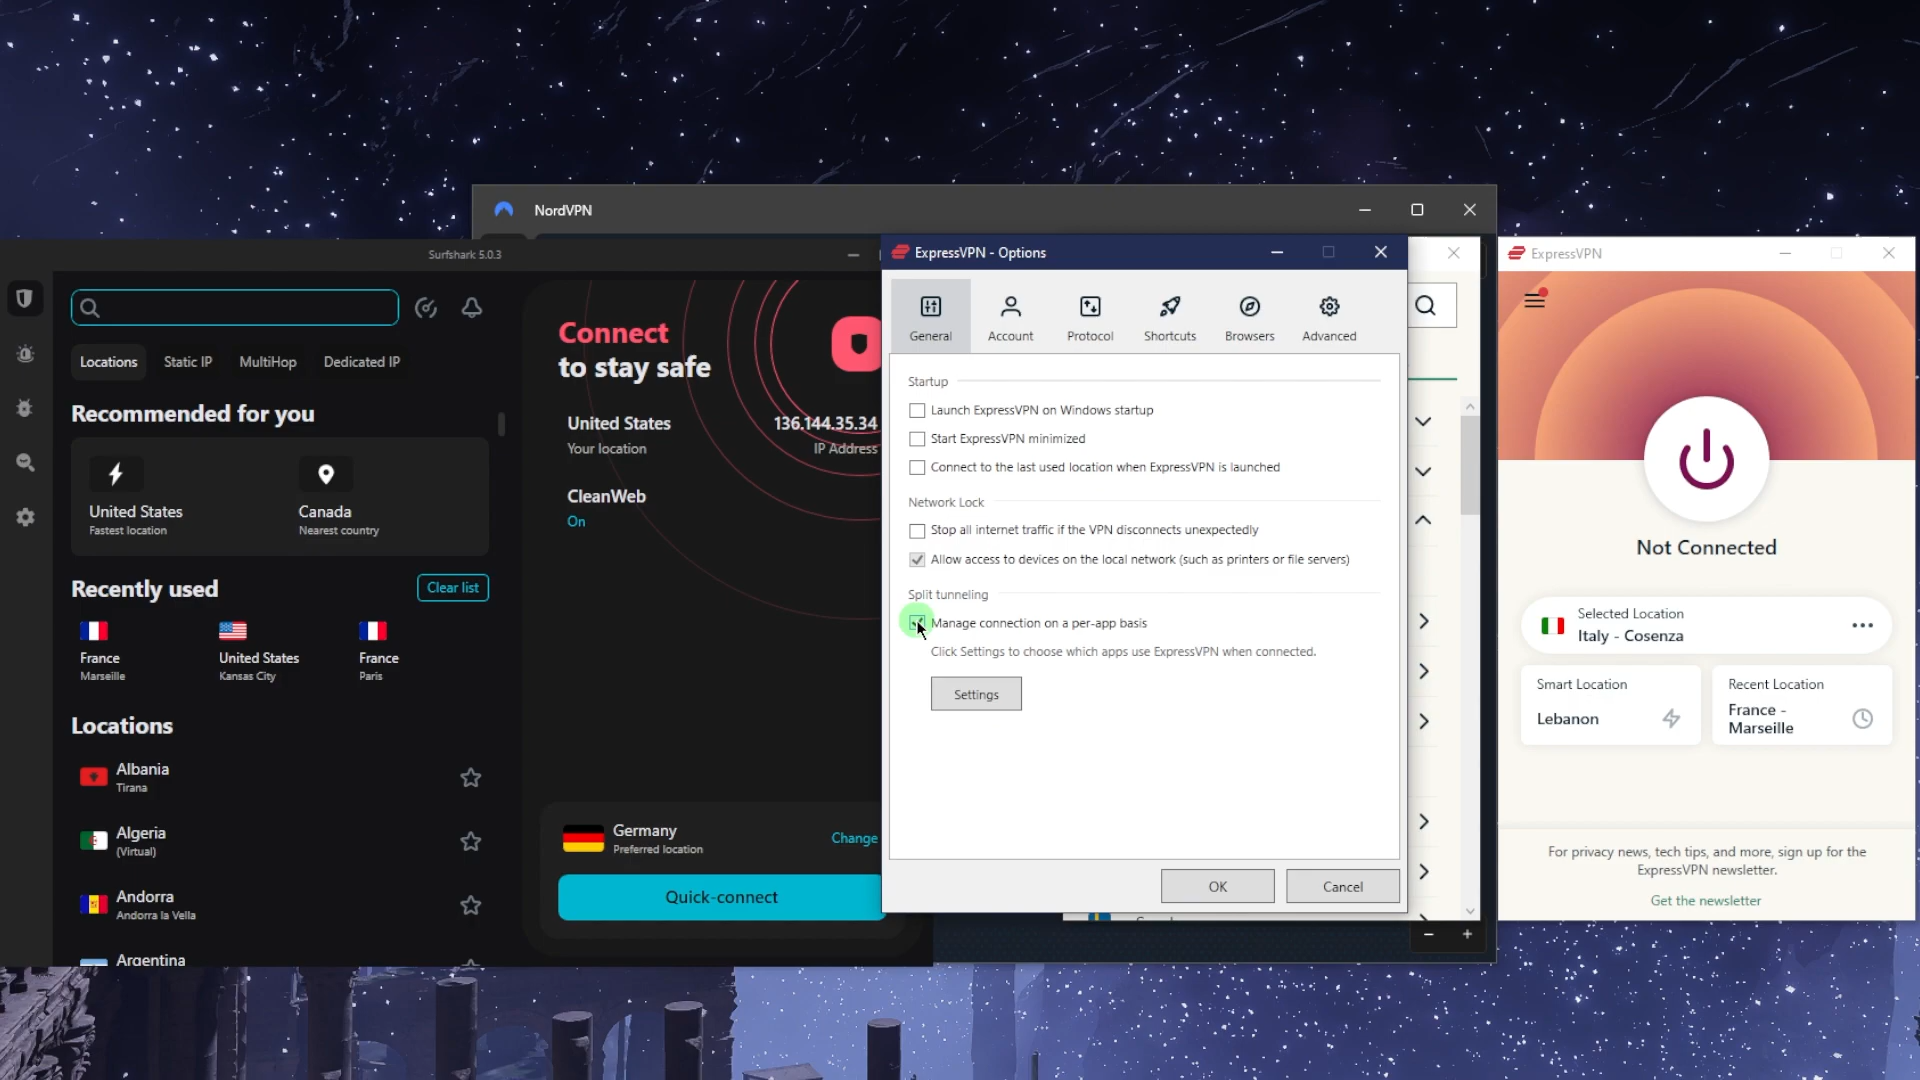 NordVPN
Surfshark 5.0.3
Locations
Static IP
MultiHop
Dedicated IP
Recommended for you
United States
Fastest location
Canada
Nearest country
Recently used
Clear list
France
Marseille
United States
Kansas City
France
Paris
Locations
Albania
Tirana
Algeria
(Virtual)
Andorra
Andorra la Vella
Argentina
Connect
to stay safe
United States
136.144.35.34
Your location
IP Address
CleanWeb
On
Germany
Preferred location
Change
Quick-connect
ExpressVPN - Options
General
Account
Protocol
Shortcuts
Browsers
Advanced
Startup
Launch ExpressVPN on Windows startup
Start ExpressVPN minimized
Connect to the last used location when ExpressVPN is launched
Network Lock
Stop all internet traffic if the VPN disconnects unexpectedly
Allow access to devices on the local network (such as printers or file servers)
Split tunneling
Manage connection on a per-app basis
Click Settings to choose which apps use ExpressVPN when connected.
Settings
OK
Cancel
ExpressVPN
Not Connected
Selected Location
Italy - Cosenza
Smart Location
Lebanon
Recent Location
France -
Marseille
For privacy news, tech tips, and more, sign up for the
ExpressVPN newsletter.
Get the newsletter